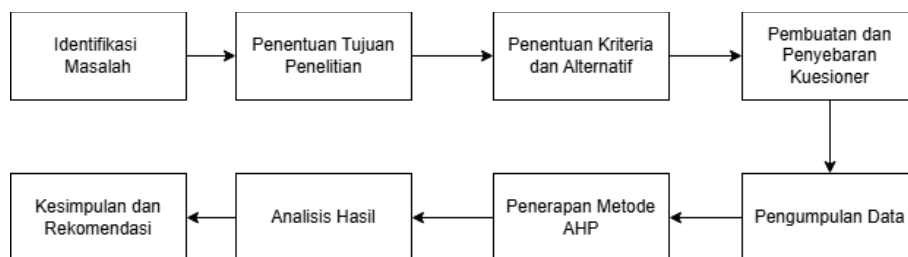 Identifikasi
Masalah
Penentuan Tujuan
Penelitian
Penentuan Kriteria
dan Alternatif
Pembuatan dan
Penyebaran
Kuesioner
Pengumpulan Data
Penerapan Metode
AHP
Analisis Hasil
Kesimpulan dan
Rekomendasi